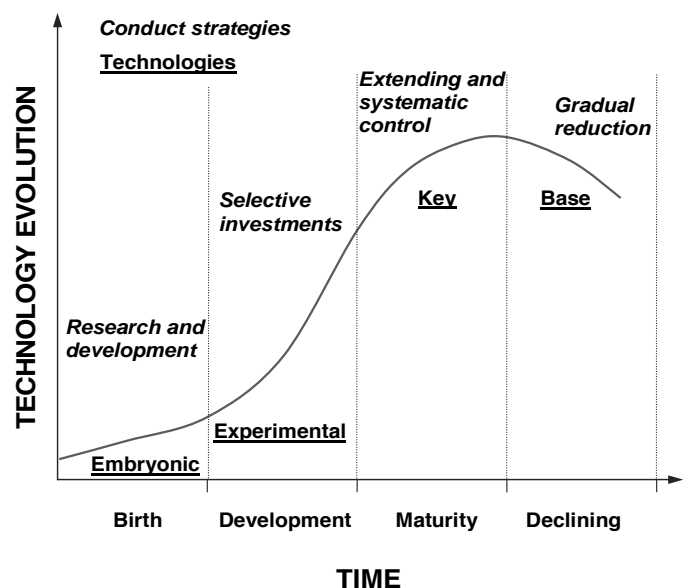 Conduct strategies
Technologies
Extending and
systematic
control
Gradual
reduction
Selective
investments
Key
Base
Research and
development
Experimental
Embryonic
TECHNOLOGY EVOLUTION
Birth
Development
Maturity
Declining
TIME